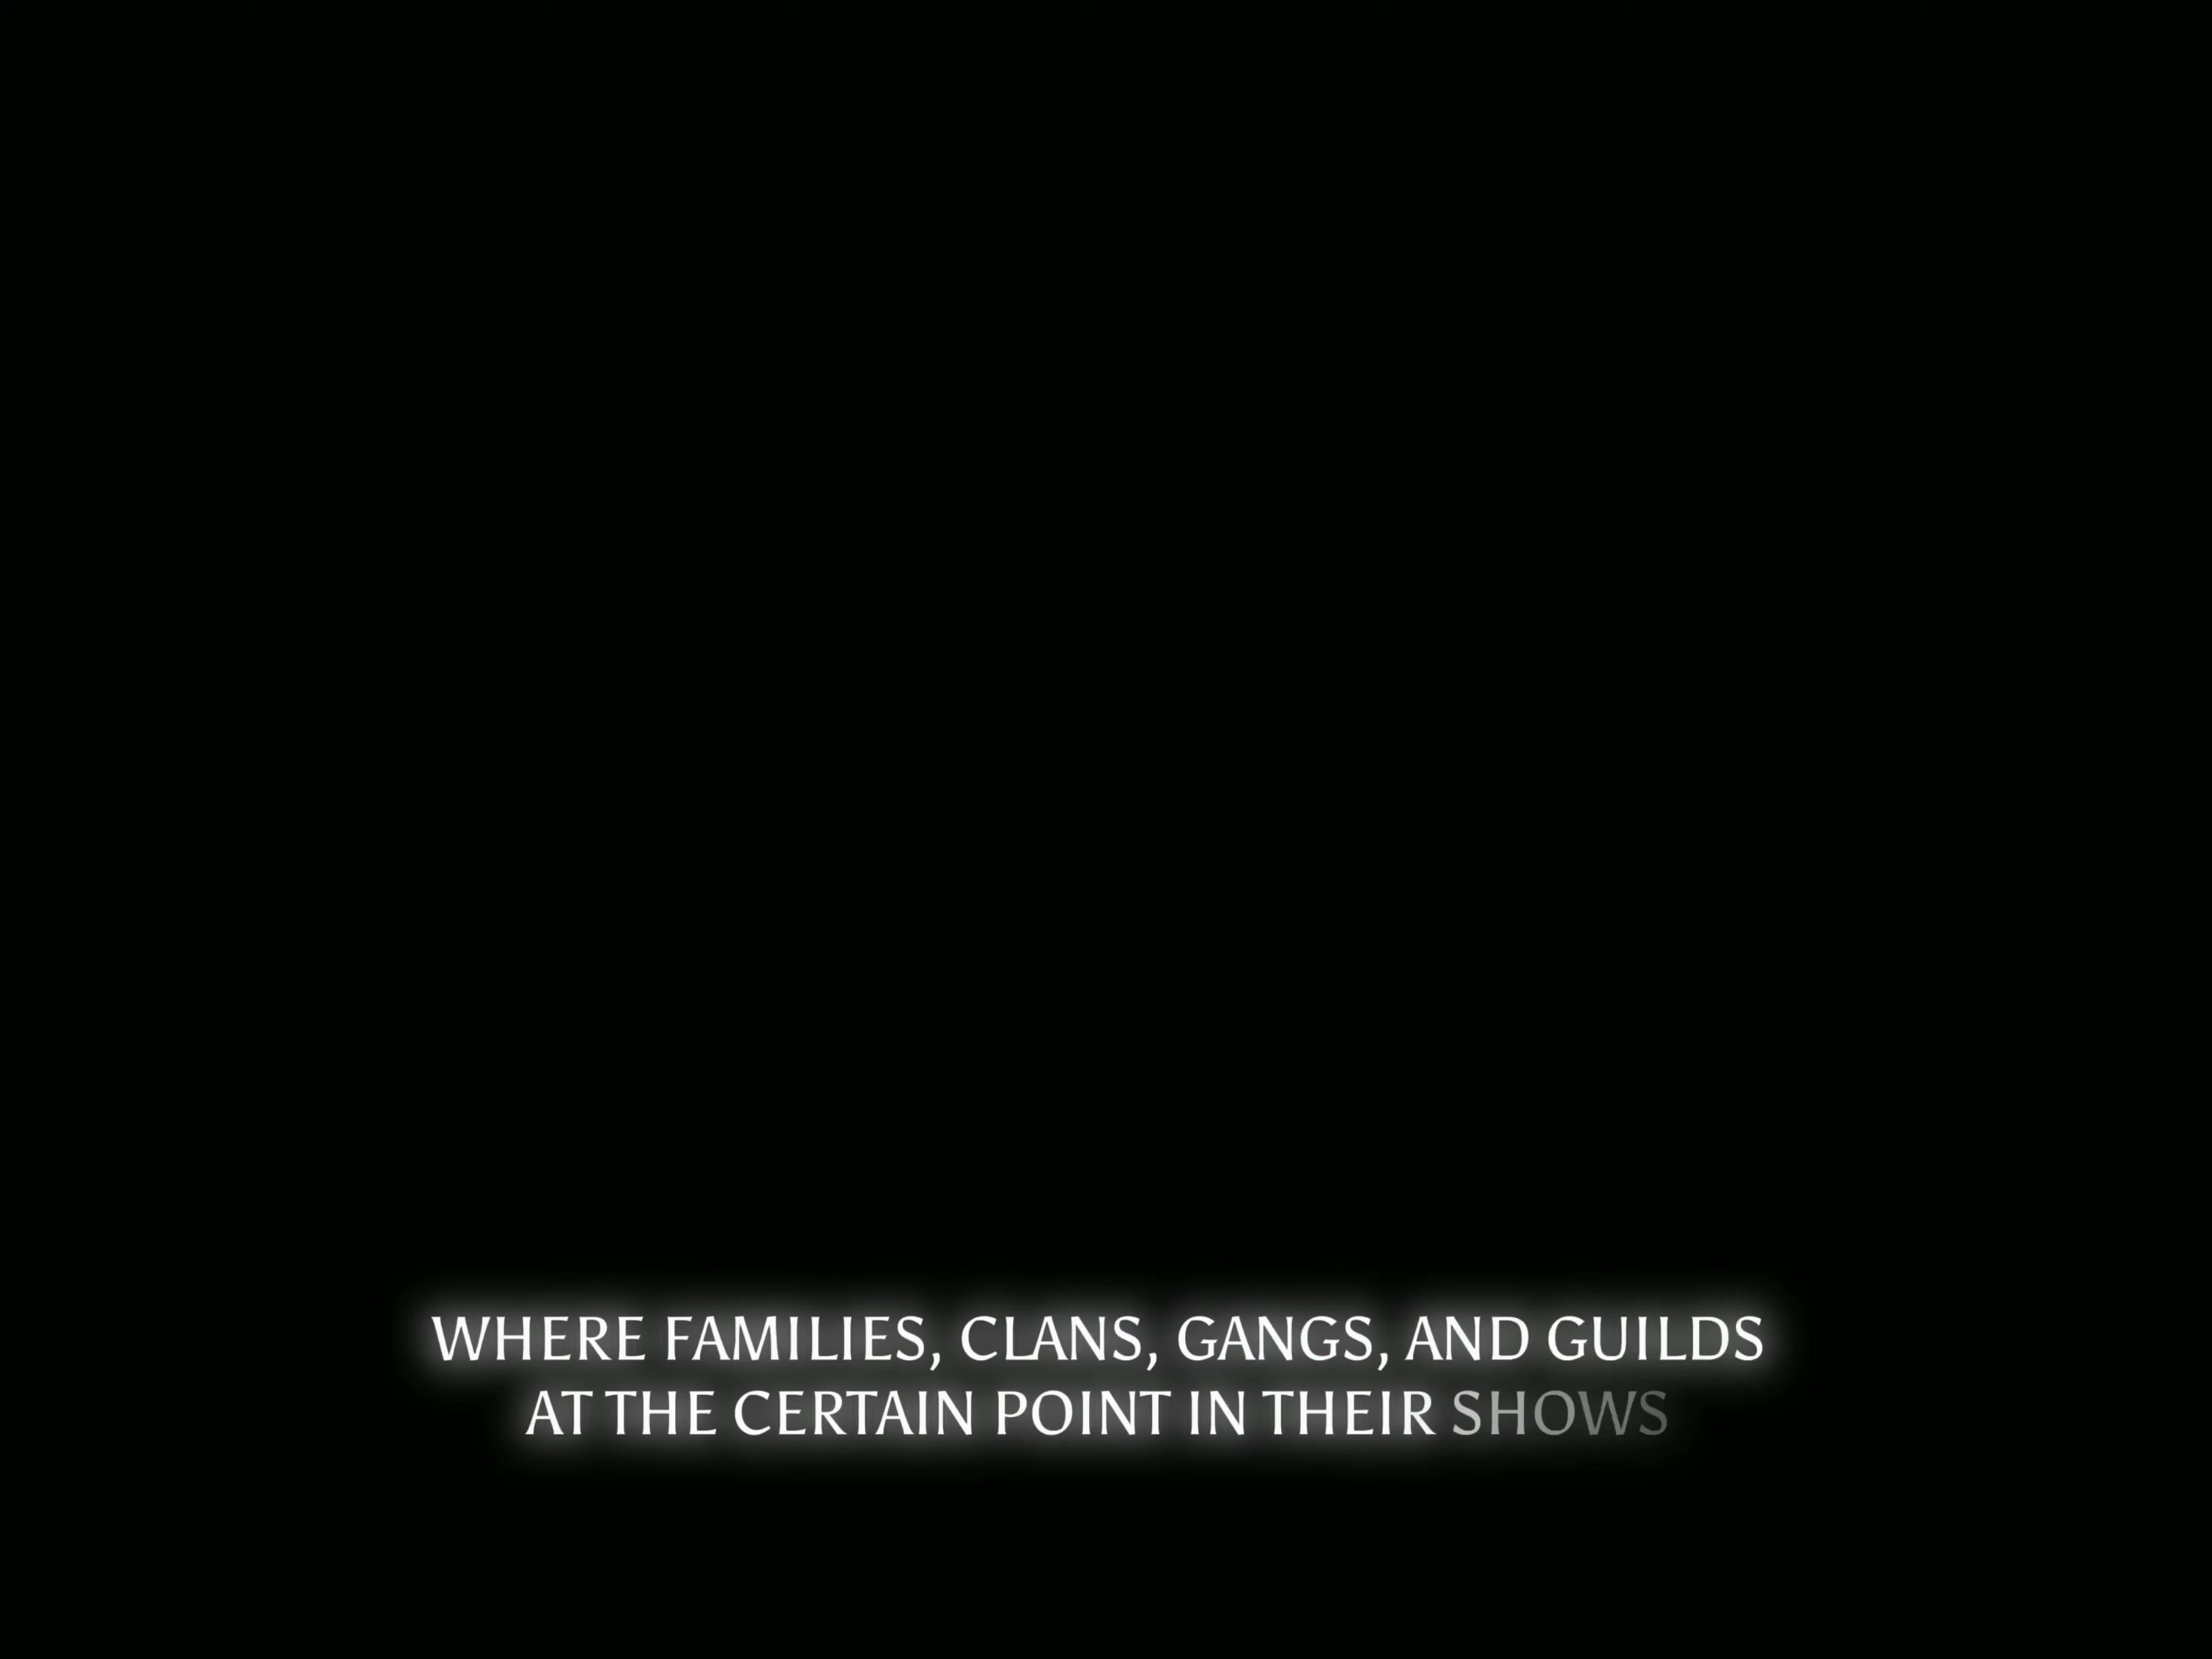 WHERE FAMILIES, CLANS, GANGS, AND GUILDS
AT THE CERTAIN POINT IN THEIR SHOWS